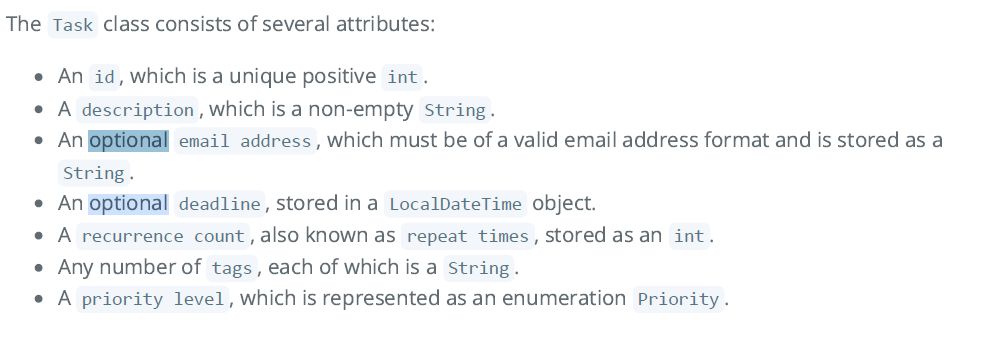 The Task class consists of several attributes:
• An id, which is a unique positive int.
• A description, which is a non-empty String.
• An optional email address, which must be of a valid email address format and is stored as a
String.
• An optional deadline, stored in a LocalDateTime object.
• A recurrence count, also known as repeat times, stored as an int.
• Any number of tags, each of which is a String.
• A priority level, which is represented as an enumeration Priority.